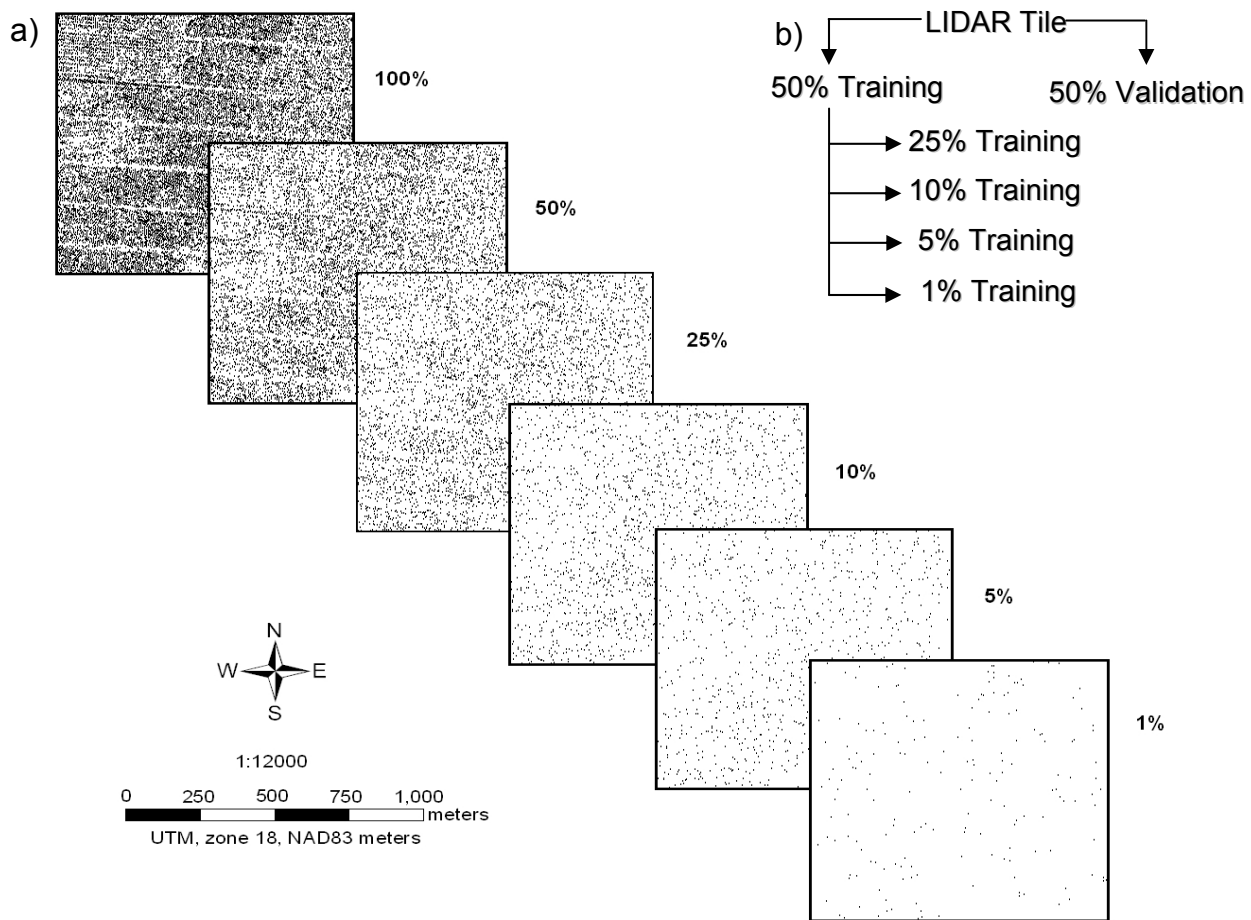 a)
100%
50%
25%
10%
5%
1%
b)
LIDAR Tile
50% Training
50% Validation
25% Training
10% Training
5% Training
1% Training
N
W E
S
1:12000
0 250 500 750 1,000
meters
UTM, zone 18, NAD83 meters